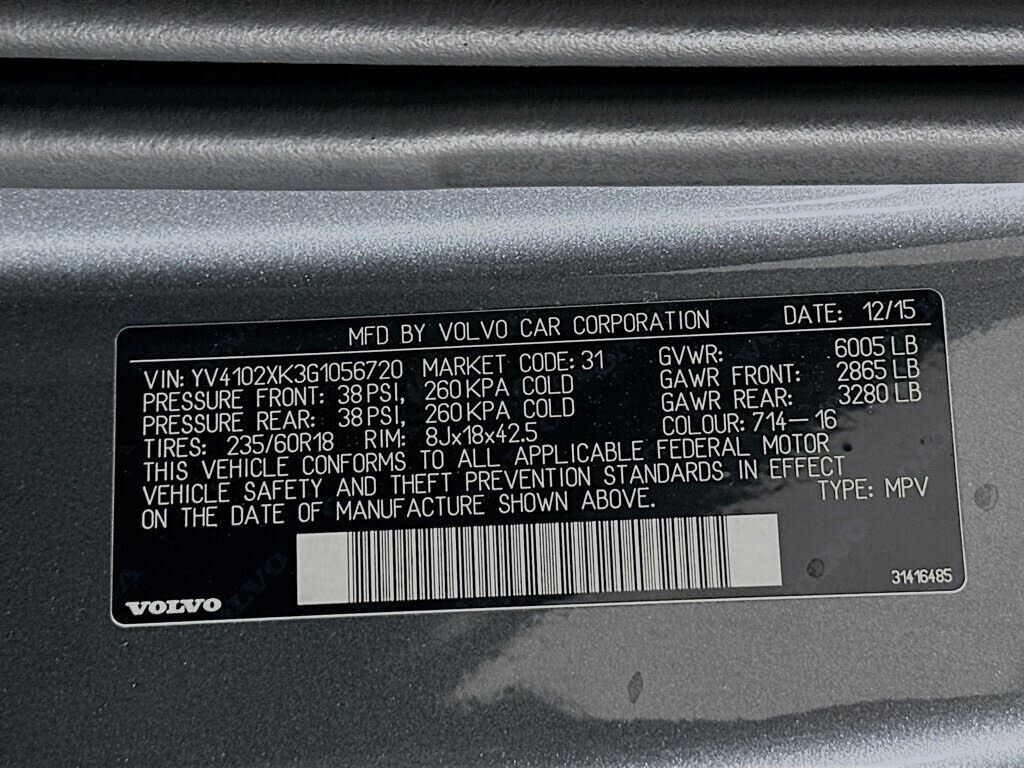 MFD BY VOLVO CAR CORPORATION DATE: 12/15
VIN: YV4102XK3G1056720 MARKET CODE: 31 GVWR: 6005 LB
PRESSURE FRONT: 38 PSI, 260 KPA COLD GAWR FRONT: 2865 LB
PRESSURE REAR: 38 PSI, 260 KPA COLD GAWR REAR: 3280 LB
TIRES: 235/60R18 RIM: 8Jx18x42.5 COLOUR: 714-16
THIS VEHICLE CONFORMS TO ALL APPLICABLE FEDERAL MOTOR
VEHICLE SAFETY AND THEFT PREVENTION STANDARDS IN EFFECT
ON THE DATE OF MANUFACTURE SHOWN ABOVE. TYPE: MPV
31416485
VOLVO